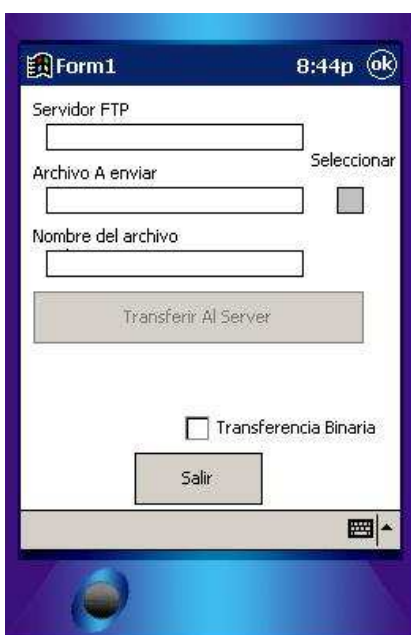 Form1 8:44p ok
Servidor FTP
Seleccionar
Archivo A enviar
Nombre del archivo
Transferir Al Server
Transferencia Binaria
Salir